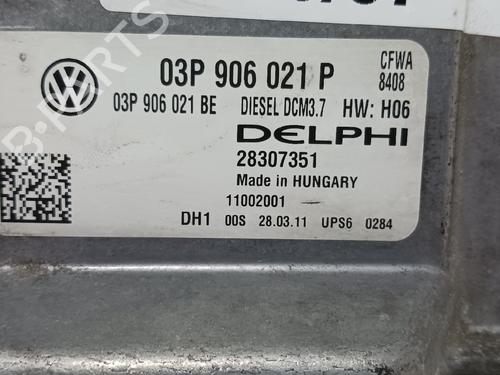 03P 906 021 P
CFWA
8408
03P 906 021 BE DIESEL DCM3.7 HW: H06
DELPHI
28307351
Made in HUNGARY
11002001
DH1 00S 28.03.11 UPS6 0284